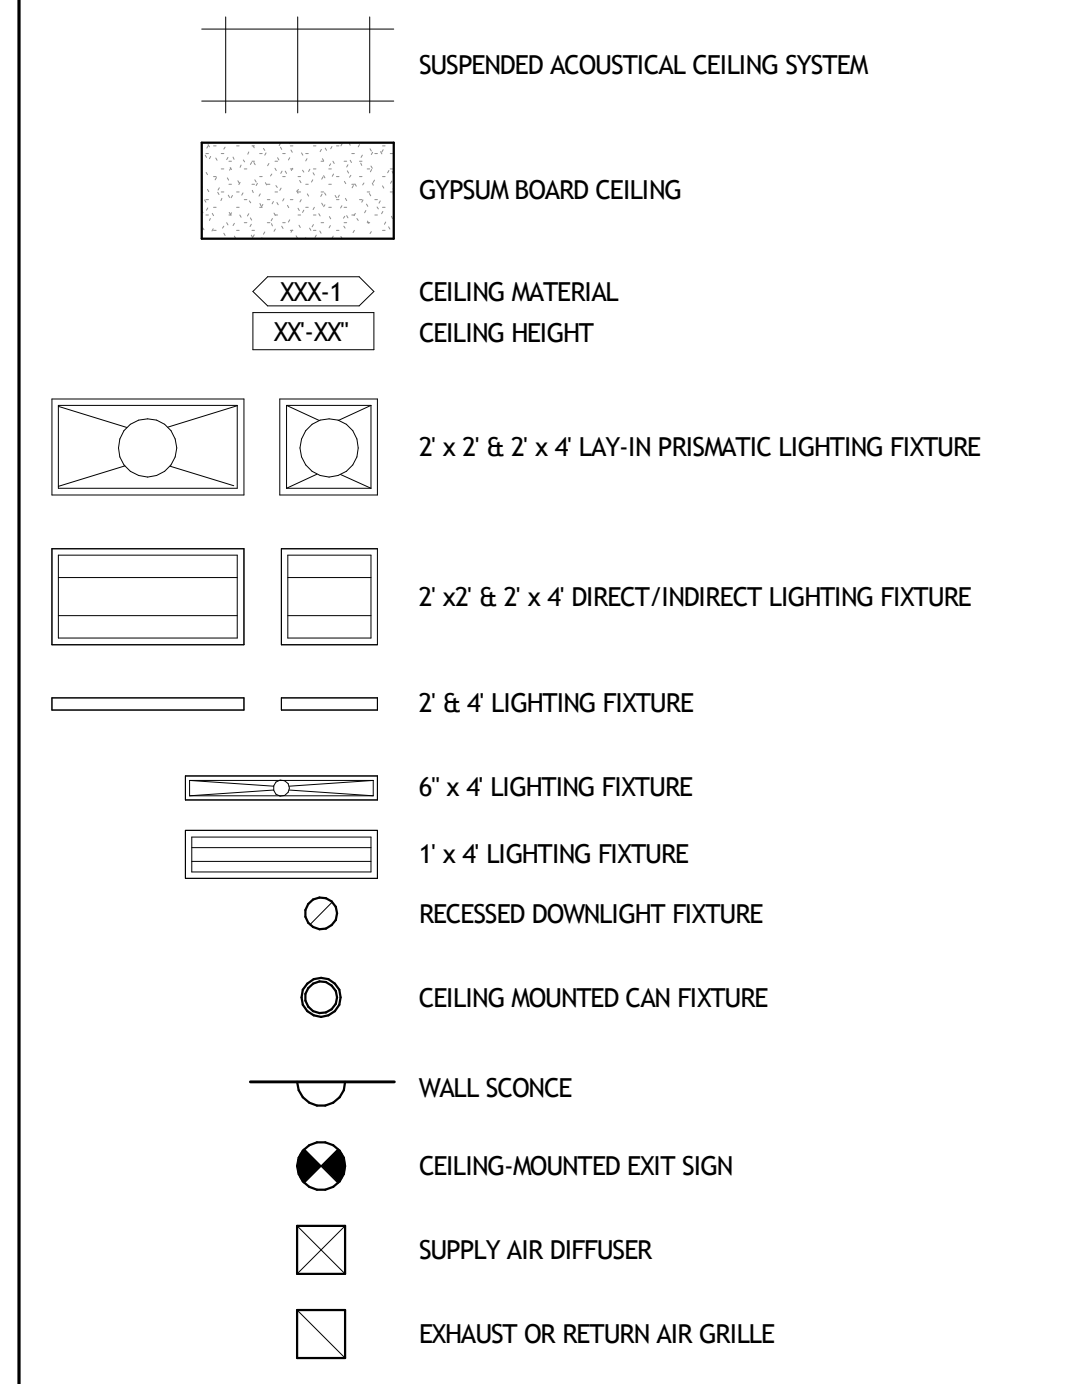 SUSPENDED ACOUSTICAL CEILING SYSTEM
GYPSUM BOARD CEILING
XXX-1 CEILING MATERIAL
XX'-XX" CEILING HEIGHT
2' x 2' & 2' x 4' LAY-IN PRISMATIC LIGHTING FIXTURE
2' x2' & 2' x 4' DIRECT/INDIRECT LIGHTING FIXTURE
2' & 4' LIGHTING FIXTURE
6" x 4' LIGHTING FIXTURE
1' x 4' LIGHTING FIXTURE
RECESSED DOWNLIGHT FIXTURE
CEILING MOUNTED CAN FIXTURE
WALL SCONCE
CEILING-MOUNTED EXIT SIGN
SUPPLY AIR DIFFUSER
EXHAUST OR RETURN AIR GRILLE